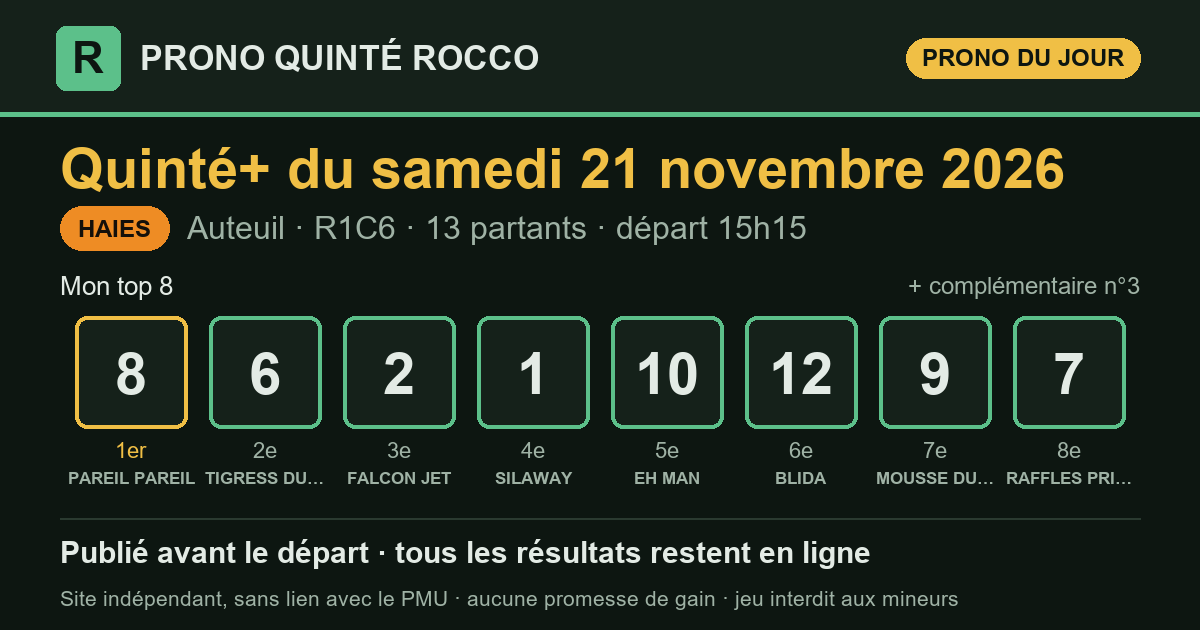 R PRONO QUINTÉ ROCCO PRONO DU JOUR
Quinté+ du samedi 21 novembre 2026
HAIES Auteuil · R1C6 · 13 partants · départ 15h15
Mon top 8 + complémentaire n°3
8 6 2 1 10 12 9 7
1er 2e 3e 4e 5e 6e 7e 8e
PAREIL PAREIL TIGRESS DU... FALCON JET SILAWAY EH MAN BLIDA MOUSSE DU... RAFFLES PRI...
Publié avant le départ · tous les résultats restent en ligne
Site indépendant, sans lien avec le PMU · aucune promesse de gain · jeu interdit aux mineurs